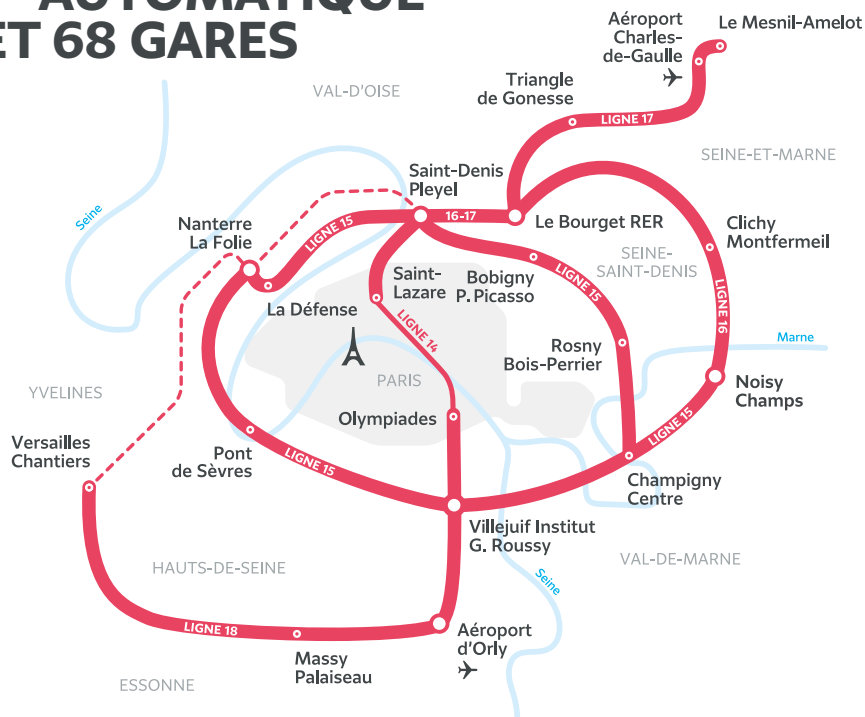 AUTOMATIQUE
ET 68 GARES
Aéroport
Charles-
de-Gaulle
Le Mesnil-Amelot
VAL-D'OISE
Triangle
de Gonesse
LIGNE 17
SEINE-ET-MARNE
Saint-Denis
Pleyel
Seine
Nanterre
La Folie
LIGNE 15
16-17
Le Bourget RER
Clichy
Montfermeil
SEINE-
SAINT-DENIS
Saint-
Lazare
Bobigny
P. Picasso
LIGNE 15
La Défense
LIGNE 14
LIGNE 16
Rosny
Bois-Perrier
Marne
PARIS
YVELINES
Noisy
Champs
Olympiades
LIGNE 15
Versailles
Chantiers
Pont
de Sèvres
LIGNE 15
Champigny
Centre
Villejuif Institut
G. Roussy
VAL-DE-MARNE
HAUTS-DE-SEINE
Seine
LIGNE 18
Aéroport
d'Orly
Massy
Palaiseau
ESSONNE